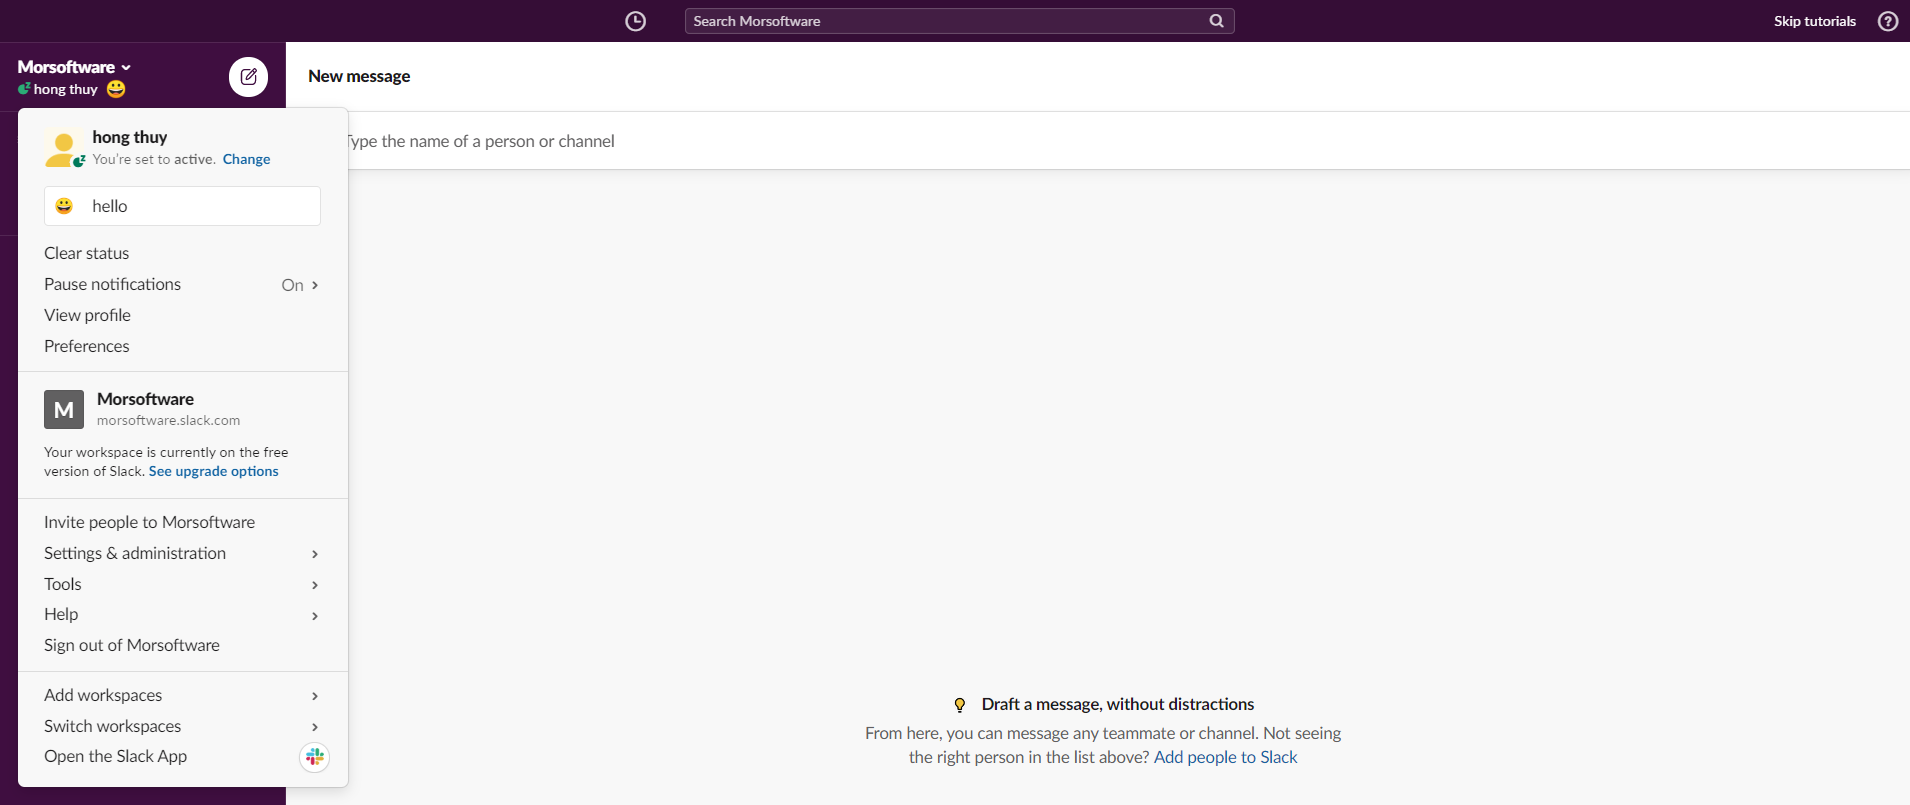 Search Morsoftware
Skip tutorials
Morsoftware
hong thuy
New message
hong thuy
You're set to active. Change
Type the name of a person or channel
hello
Clear status
Pause notifications On
View profile
Preferences
M
Morsoftware
morsoftware.slack.com
Your workspace is currently on the free
version of Slack. See upgrade options
Invite people to Morsoftware
Settings & administration
Tools
Help
Sign out of Morsoftware
Add workspaces
Switch workspaces
Open the Slack App
Draft a message, without distractions
From here, you can message any teammate or channel. Not seeing
the right person in the list above? Add people to Slack